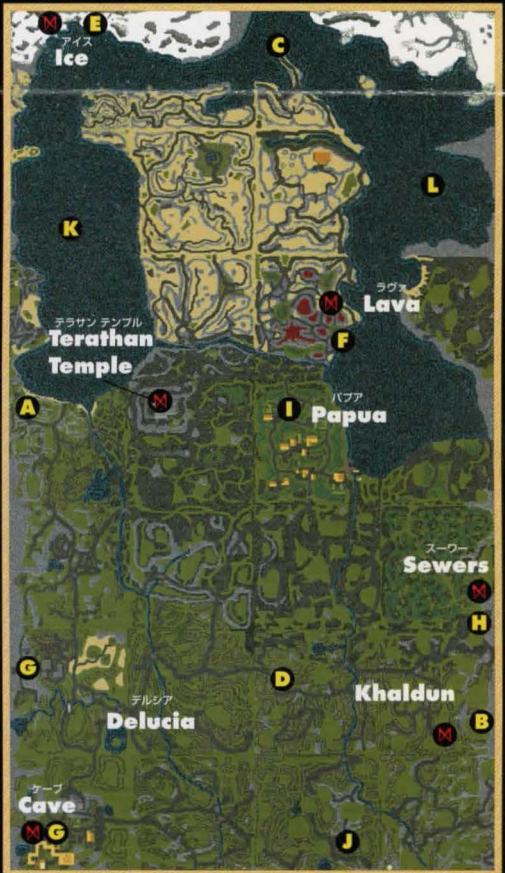 E
アイス
Ice
C
L
K
ラヴァ
Lava
テラサン テンプル
Terathan
Temple
F
A
I
パプア
Papua
スーワー
Sewers
H
G
D
Khaldun
デルシア
Delucia
B
ケーブ
Cave
G
J